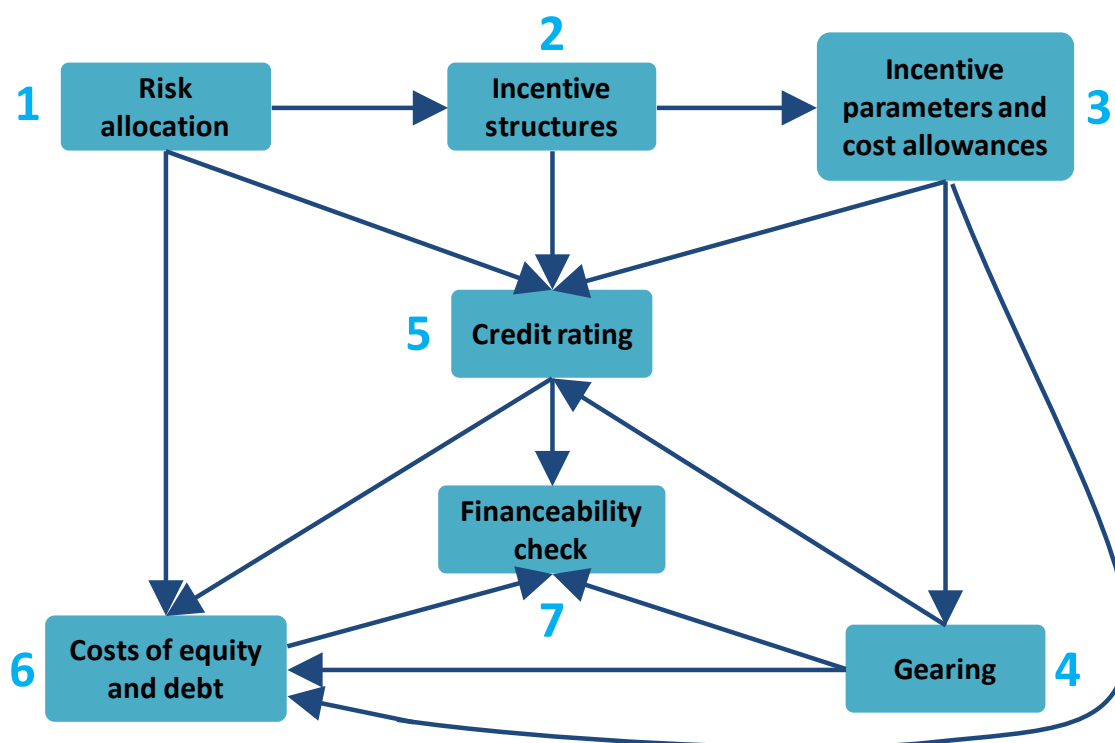 1
Risk
allocation
2
Incentive
structures
Incentive
parameters and
cost allowances
3
5
Credit rating
Financeability
check
7
6
Costs of equity
and debt
Gearing
4